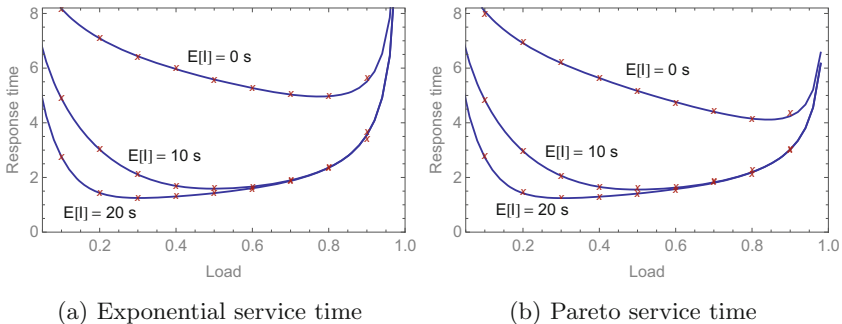 8
6
4
2
0
Response time
E[I] = 0 s
E[I] = 10 s
E[I] = 20 s
0.2
0.4
0.6
0.8
1.0
Load
(a) Exponential service time
8
6
4
2
0
Response time
E[I] = 0 s
E[I] = 10 s
E[I] = 20 s
0.2
0.4
0.6
0.8
1.0
Load
(b) Pareto service time